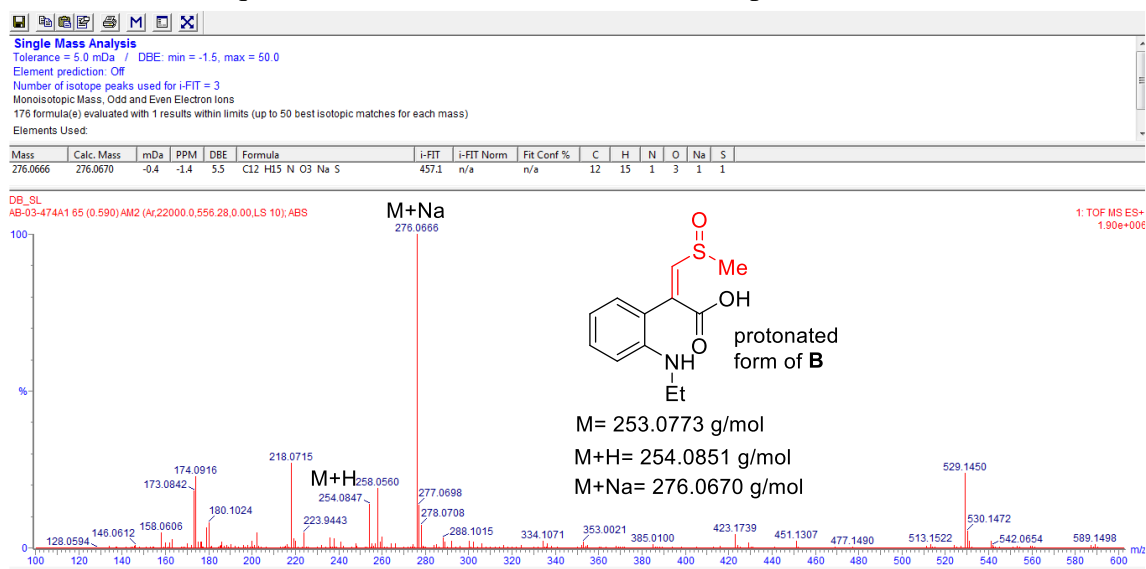 M
Single Mass Analysis
Tolerance = 5.0 mDa / DBE: min = -1.5, max = 50.0
Element prediction: Off
Number of isotope peaks used for i-FIT = 3
Monoisotopic Mass, Odd and Even Electron Ions
176 formula(e) evaluated with 1 results within limits (up to 50 best isotopic matches for each mass)
Elements Used:
Mass Calc. Mass mDa PPM DBE Formula i-FIT i-FIT Norm Fit Conf % C H N O Na S
276.0666 276.0670 -0.4 -1.4 5.5 C12 H15 N O3 Na S 457.1 n/a n/a 12 15 1 3 1 1
DB_SL
AB-03-474A1 65 (0.590) AM2 (Ar,22000.0,556.28,0.00,LS 10); ABS
1: TOF MS ES+
1.90e+006
M+Na
276.0666
100
%
0
O
S
Me
OH
O
NH
Et
protonated
form of B
M= 253.0773 g/mol
M+H= 254.0851 g/mol
M+Na= 276.0670 g/mol
M+H
128.0594
146.0612
158.0606
173.0842
174.0916
180.1024
218.0715
223.9443
254.0847
258.0560
277.0698
278.0708
288.1015
334.1071
353.0021
385.0100
423.1739
451.1307
477.1490
513.1522
529.1450
530.1472
542.0654
589.1498
100 120 140 160 180 200 220 240 260 280 300 320 340 360 380 400 420 440 460 480 500 520 540 560 580 600
m/z